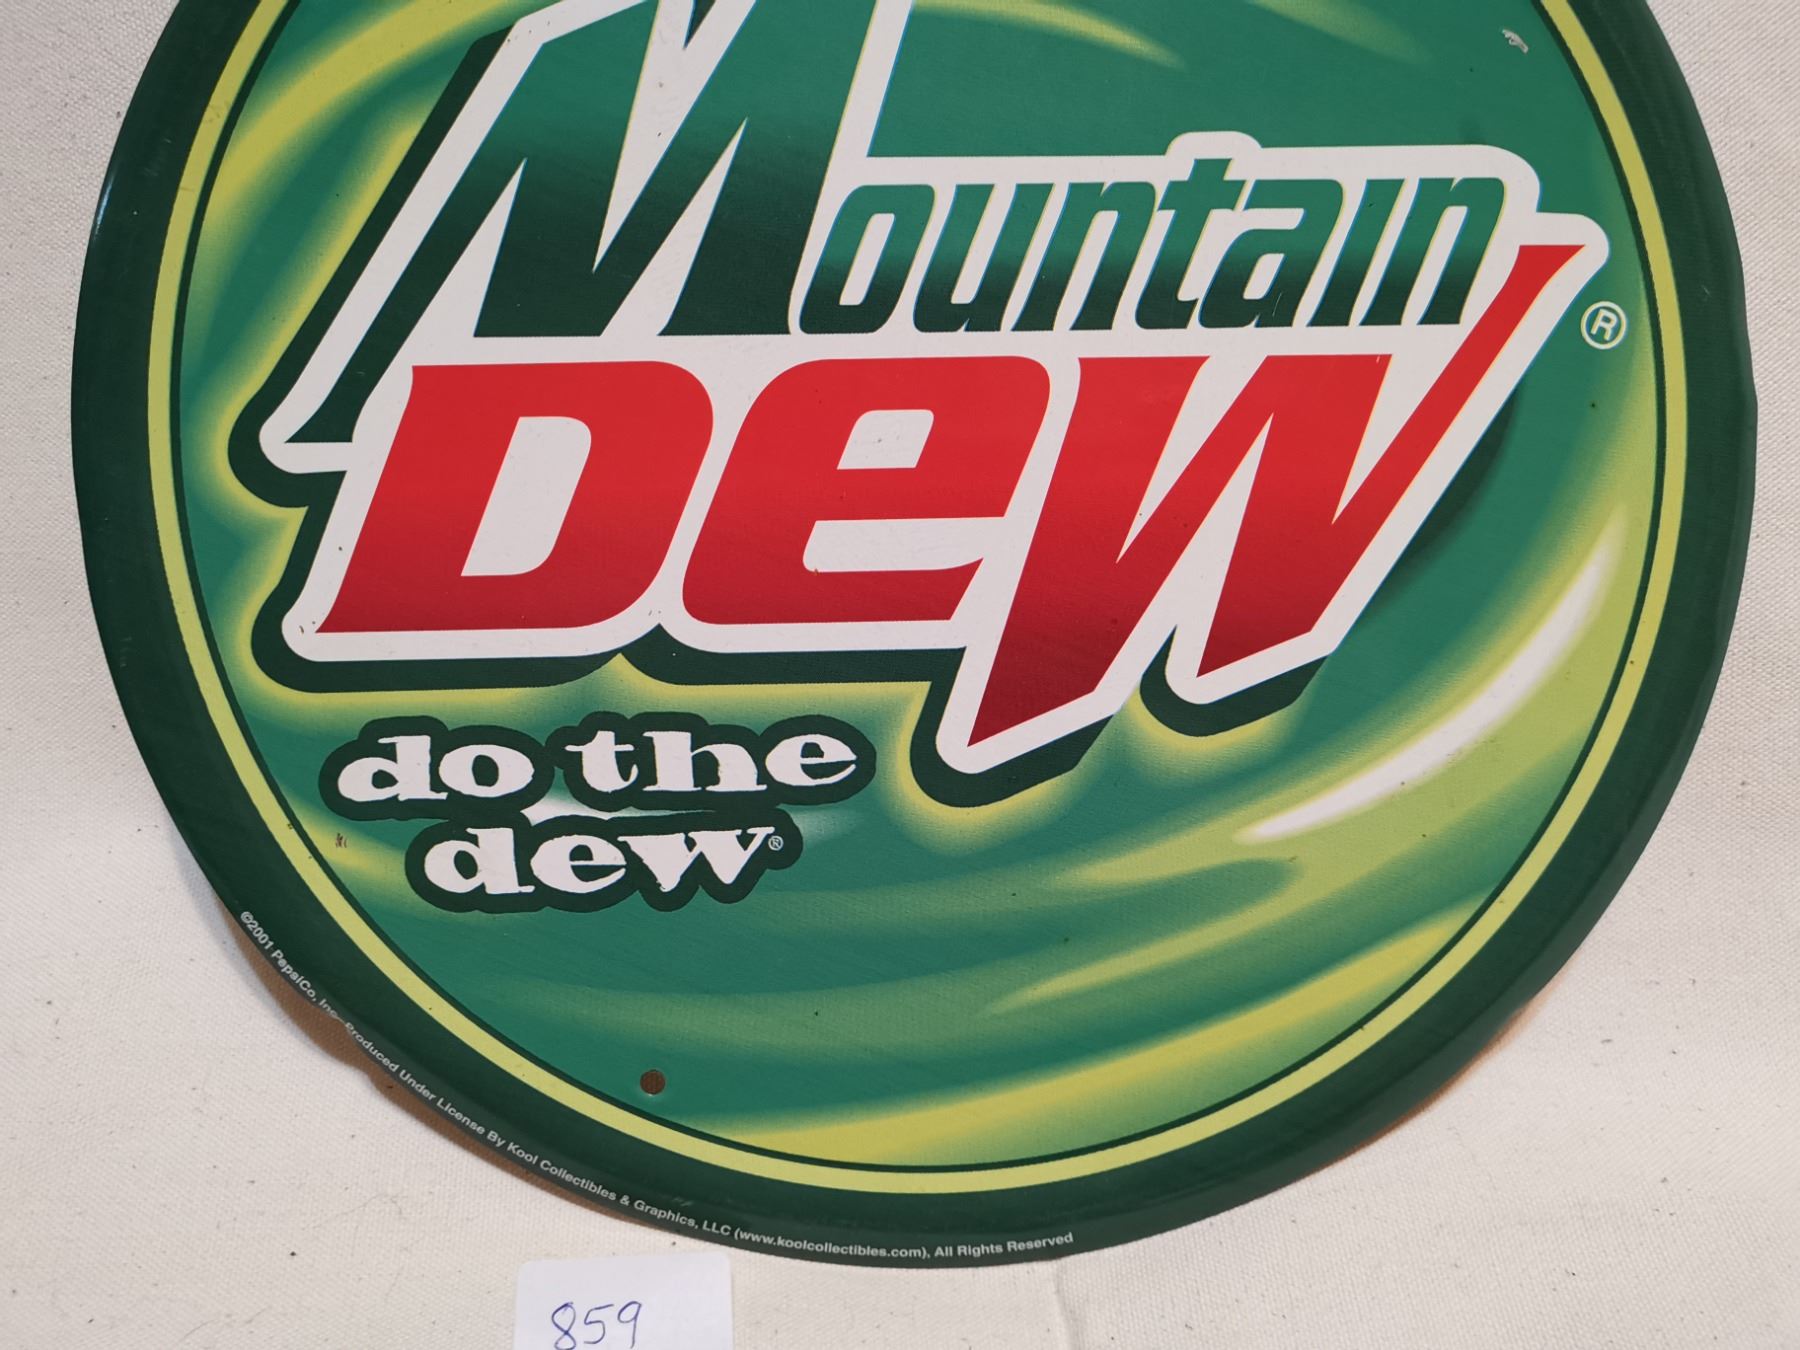 Mountain
Dew®
do the
dew®
©2001 PepsiCo, Inc. Produced Under License By Kool Collectibles & Graphics, LLC (www.koolcollectibles.com), All Rights Reserved
859